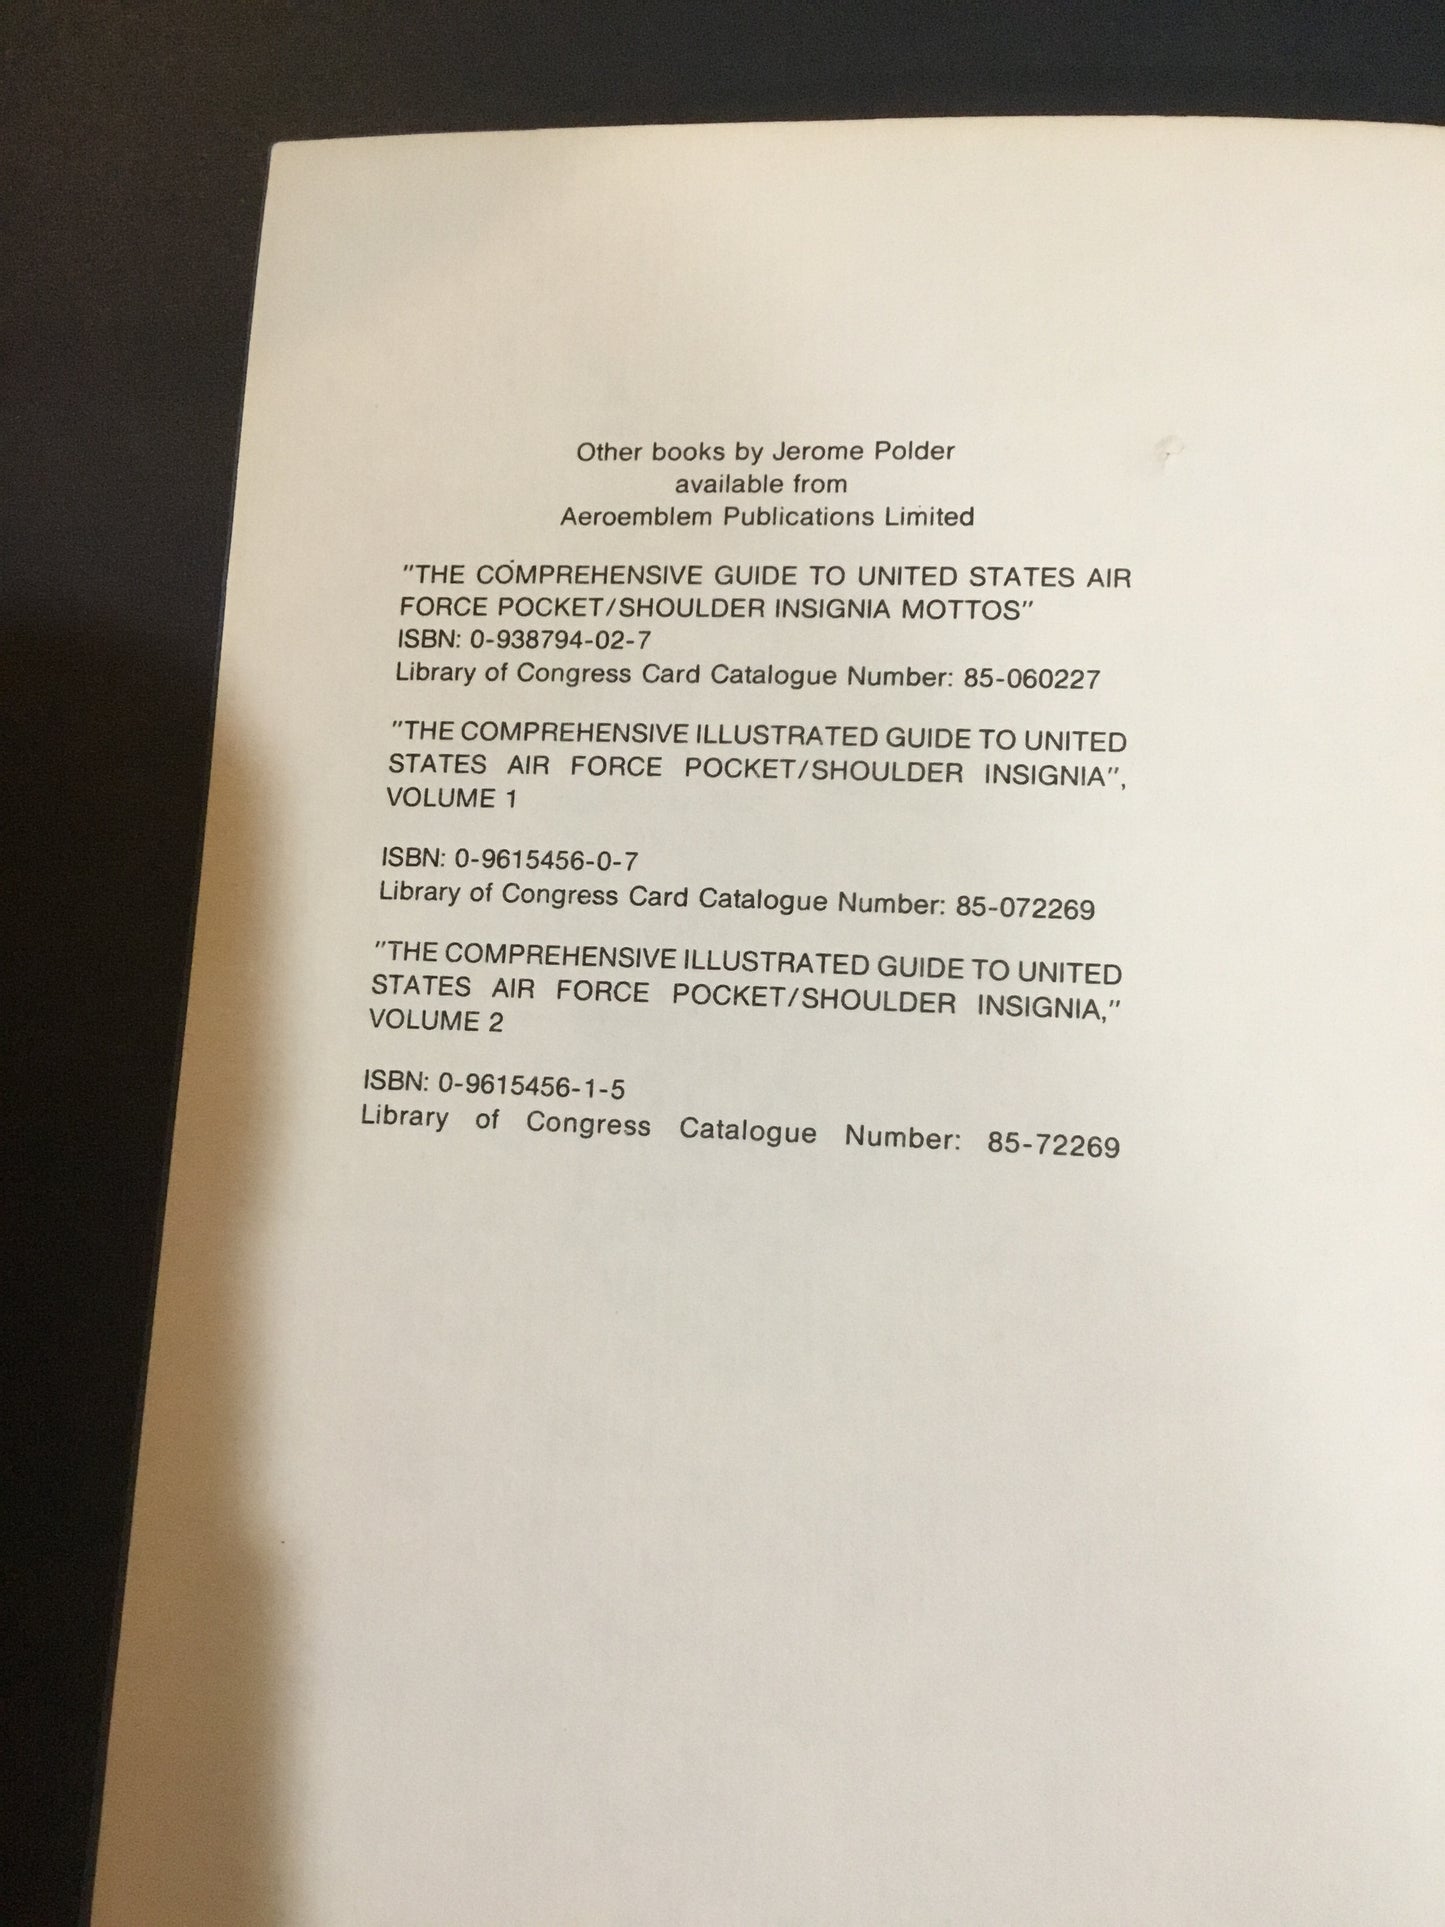 Other books by Jerome Polder
available from
Aeroemblem Publications Limited
"THE COMPREHENSIVE GUIDE TO UNITED STATES AIR
FORCE POCKET/SHOULDER INSIGNIA MOTTOS"
ISBN: 0-938794-02-7
Library of Congress Card Catalogue Number: 85-060227
"THE COMPREHENSIVE ILLUSTRATED GUIDE TO UNITED
STATES AIR FORCE POCKET/SHOULDER INSIGNIA",
VOLUME 1
ISBN: 0-9615456-0-7
Library of Congress Card Catalogue Number: 85-072269
"THE COMPREHENSIVE ILLUSTRATED GUIDE TO UNITED
STATES AIR FORCE POCKET/SHOULDER INSIGNIA,"
VOLUME 2
ISBN: 0-9615456-1-5
Library of Congress Catalogue Number: 85-72269